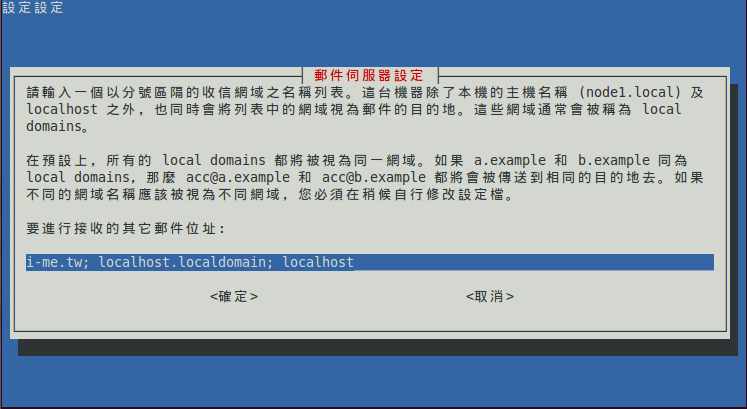 設定設定
郵件伺服器設定
請輸入一個以分號區隔的收信網域之名稱列表。這台機器除了本機的主機名稱 (node1.local) 及
localhost 之外，也同時會將列表中的網域視為郵件的目的地。這些網域通常會被稱為 local
domains。
在預設上，所有的 local domains 都將被視為同一網域。如果 a.example 和 b.example 同為
local domains，那麼 acc@a.example 和 acc@b.example 都將會被傳送到相同的目的地去。如果
不同的網域名稱應該被視為不同網域，您必須在稍候自行修改設定檔。
要進行接收的其它郵件位址:
i-me.tw; localhost.localdomain; localhost
<確定> <取消>